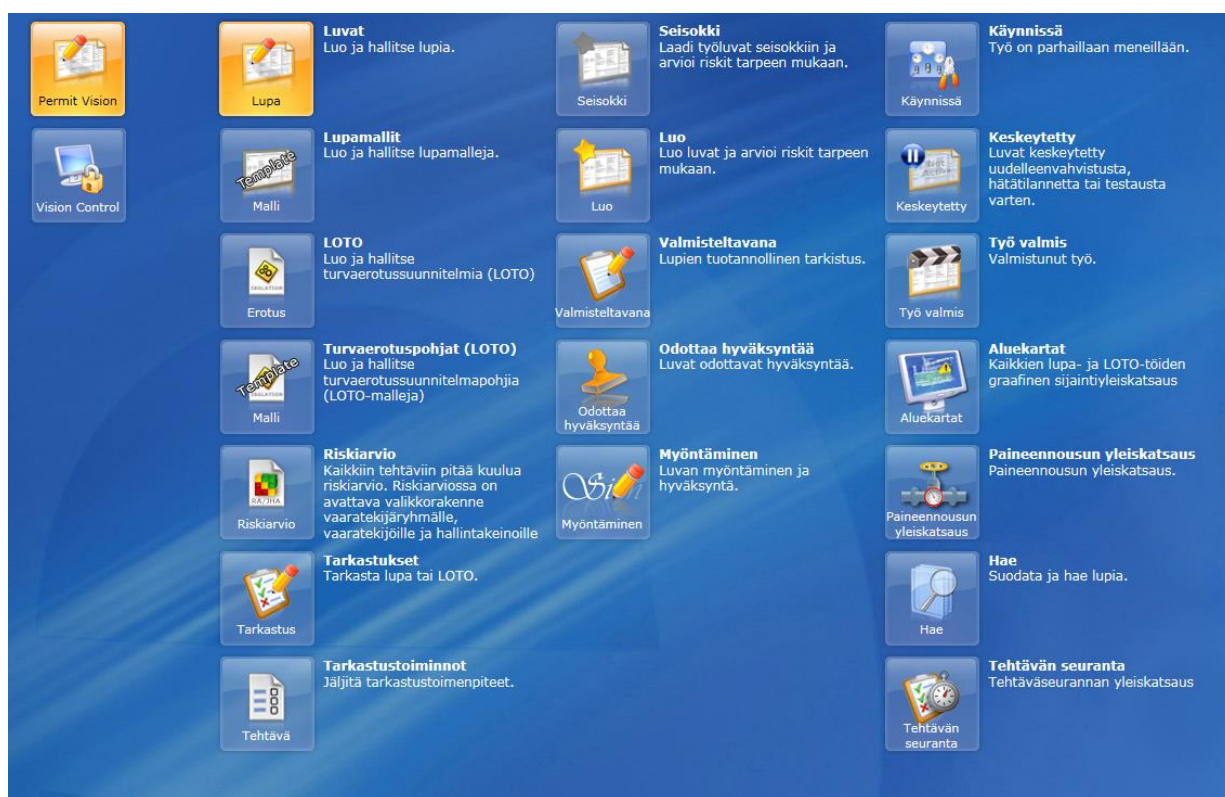 Permit Vision
Vision Control
Lupa
Luvat
Luo ja hallitse lupia.
Malli
Lupamallit
Luo ja hallitse lupamalleja.
Erotus
LOTO
Luo ja hallitse
turvaerotussuunnitelmia (LOTO)
Malli
Turvaerotuspohjat (LOTO)
Luo ja hallitse
turvaerotussuunnitelmapohjia
(LOTO-malleja)
Riskiarvio
Riskiarvio
Kaikkiin tehtäviin pitää kuulua
riskiarvio. Riskiarviossa on
avattava valikkorakenne
vaaratekijäryhmälle,
vaaratekijöille ja hallintakeinoille
Tarkastus
Tarkastukset
Tarkasta lupa tai LOTO.
Tehtävä
Tarkastustoiminnot
Jäljitä tarkastustoimenpiteet.
Template
ISOLATION
Template
ISOLATION
RA/JHA
Seisokki
Seisokki
Laadi työluvat seisokkiin ja
arvioi riskit tarpeen mukaan.
Luo
Luo
Luo luvat ja arvioi riskit tarpeen
mukaan.
Valmisteltavana
Valmisteltavana
Lupien tuotannollinen tarkistus.
Odottaa
hyväksyntää
Odottaa hyväksyntää
Luvat odottavat hyväksyntää.
Sign
Myöntäminen
Myöntäminen
Luvan myöntäminen ja
hyväksyntä.
Käynnissä
Käynnissä
Työ on parhaillaan meneillään.
Keskeytetty
Keskeytetty
Luvat keskeytetty
uudelleenvahvistusta,
hätätilannetta tai testausta
varten.
Työ valmis
Työ valmis
Valmistunut työ.
Aluekartat
Aluekartat
Kaikkien lupa- ja LOTO-töiden
graafinen sijaintiyleiskatsaus
Paineennousun
yleiskatsaus
Paineennousun yleiskatsaus
Paineennousun yleiskatsaus.
Hae
Hae
Suodata ja hae lupia.
Tehtävän
seuranta
Tehtävän seuranta
Tehtäväseurannan yleiskatsaus